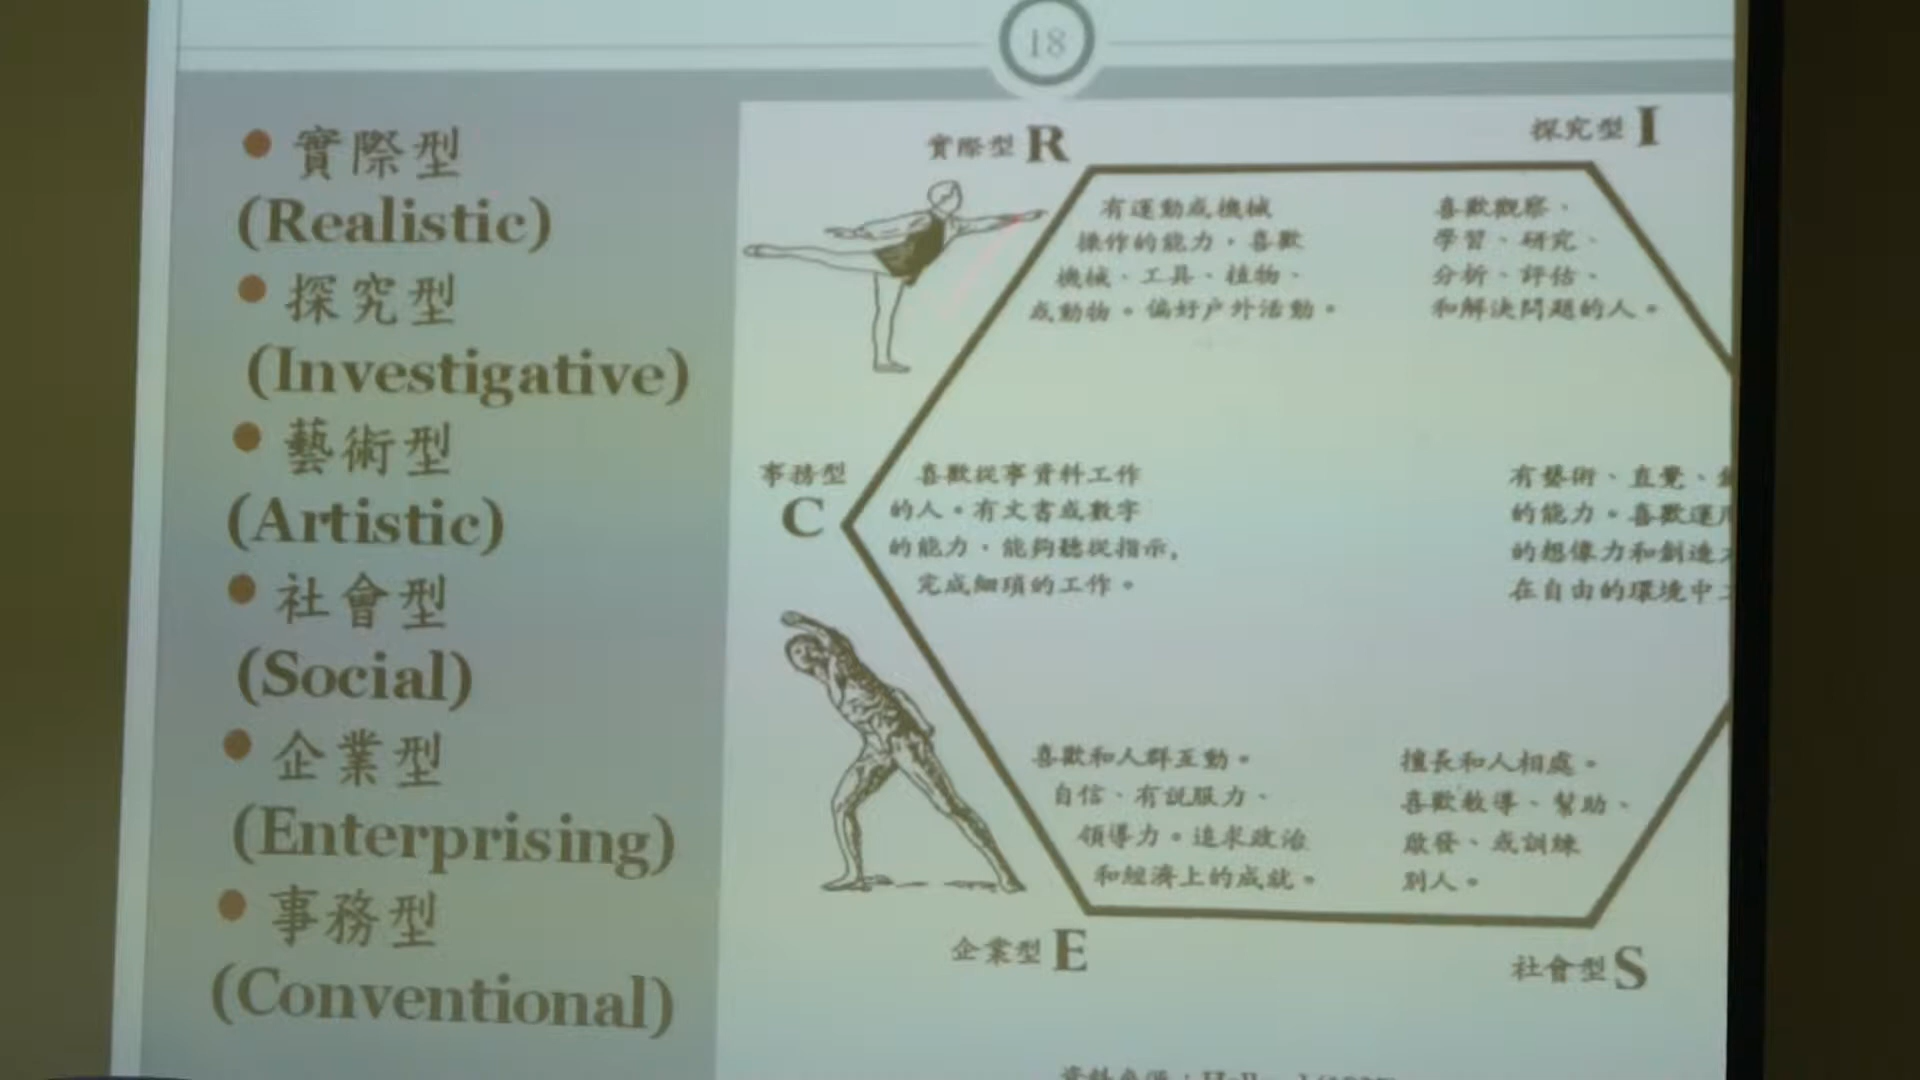 18
實際型
(Realistic)
探究型
(Investigative)
藝術型
(Artistic)
社會型
(Social)
企業型
(Enterprising)
事務型
(Conventional)
實際型 R
探究型 I
有運動或機械
操作的能力，喜歡
機械、工具、植物、
或動物。偏好戶外活動。
喜歡觀察、
學習、研究、
分析、評估、
和解決問題的人。
事務型
C
喜歡從事資料工作
的人。有文書或數字
的能力，能夠聽從指示，
完成細瑣的工作。
有藝術、直覺、
的能力。喜歡運用
的想像力和創造
在自由的環境中
喜歡和人群互動。
自信、有說服力、
領導力。追求政治
和經濟上的成就。
擅長和人相處。
喜歡教導、幫助、
啟發、或訓練
別人。
企業型 E
社會型 S